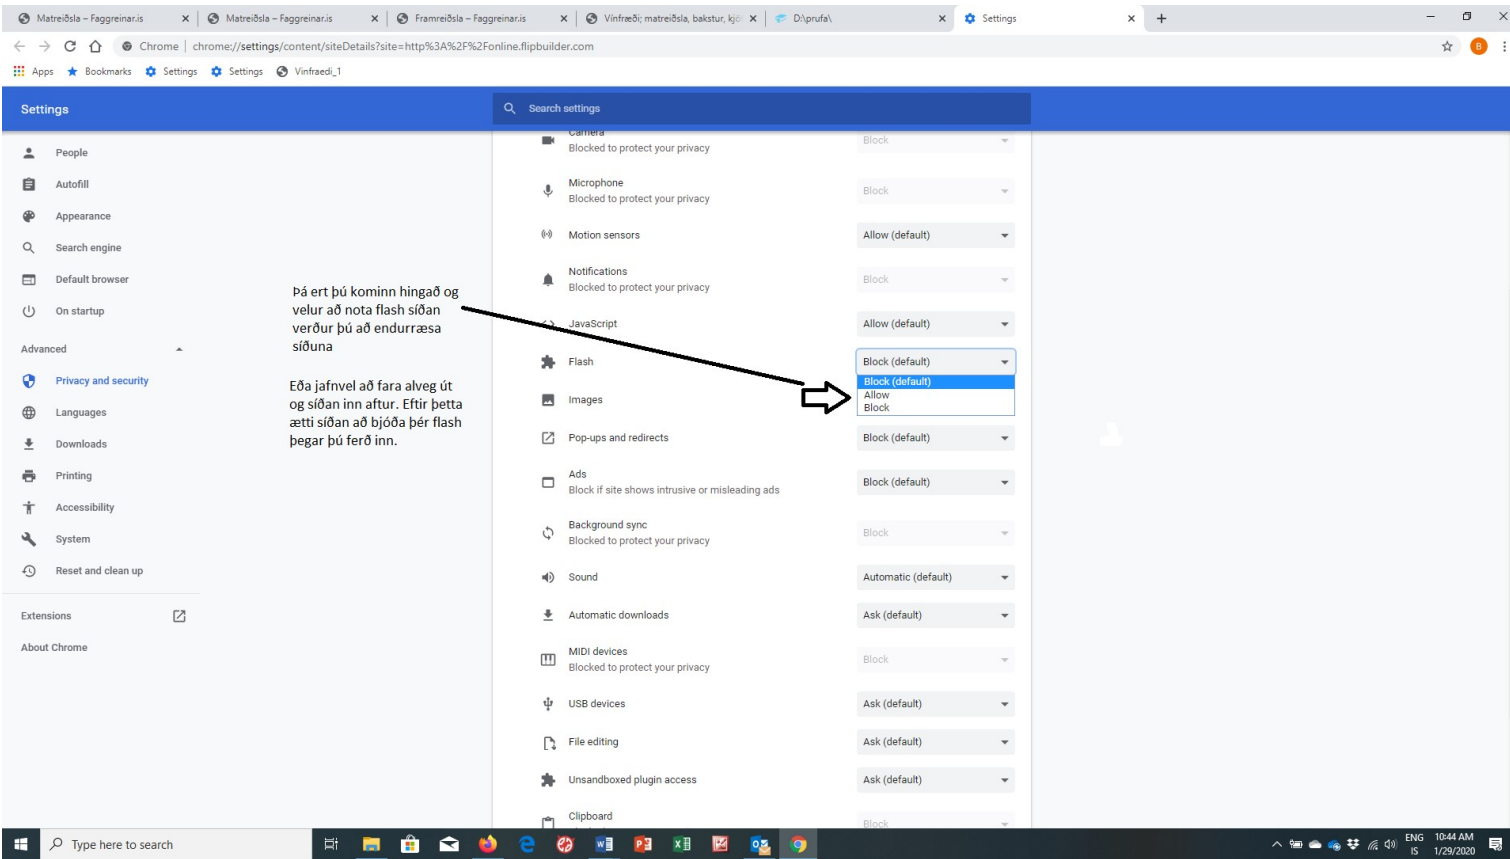 Matreiðsla – Faggreinar.is
Matreiðsla – Faggreinar.is
Framreiðsla – Faggreinar.is
Vínfræði; matreiðsla, bakstur, kjö
D:\prufa\
Settings
Chrome | chrome://settings/content/siteDetails?site=http%3A%2F%2Fonline.flipbuilder.com
B
Apps Bookmarks Settings Settings Vinfraedi_1
Settings
Search settings
People
Autofill
Appearance
Search engine
Default browser
On startup
Advanced
Privacy and security
Languages
Downloads
Printing
Accessibility
System
Reset and clean up
Extensions
About Chrome
Þá ert þú kominn hingað og
velur að nota flash síðan
verður þú að endurræsa
síðuna
Eða jafnvel að fara alveg út
og síðan inn aftur. Eftir þetta
ætti síðan að bjóða þér flash
þegar þú ferð inn.
Camera
Blocked to protect your privacy
Block
Microphone
Blocked to protect your privacy
Block
Motion sensors
Allow (default)
Notifications
Blocked to protect your privacy
Block
JavaScript
Allow (default)
Flash
Block (default)
Block (default)
Allow
Block
Images
Pop-ups and redirects
Block (default)
Ads
Block if site shows intrusive or misleading ads
Block (default)
Background sync
Blocked to protect your privacy
Block
Sound
Automatic (default)
Automatic downloads
Ask (default)
MIDI devices
Blocked to protect your privacy
Block
USB devices
Ask (default)
File editing
Ask (default)
Unsandboxed plugin access
Ask (default)
Clipboard
Block
Type here to search
ENG
IS
10:44 AM
1/29/2020